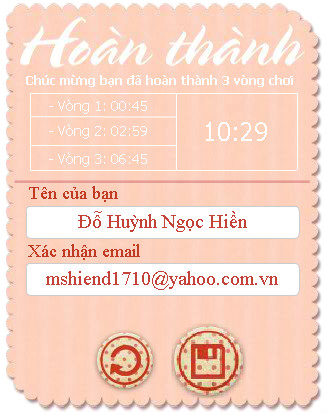 Hoàn thành
Chúc mừng bạn đã hoàn thành 3 vòng chơi
- Vòng 1: 00:45
- Vòng 2: 02:59
- Vòng 3: 06:45
10:29
Tên của bạn
Đỗ Huỳnh Ngọc Hiền
Xác nhận email
mshiend1710@yahoo.com.vn